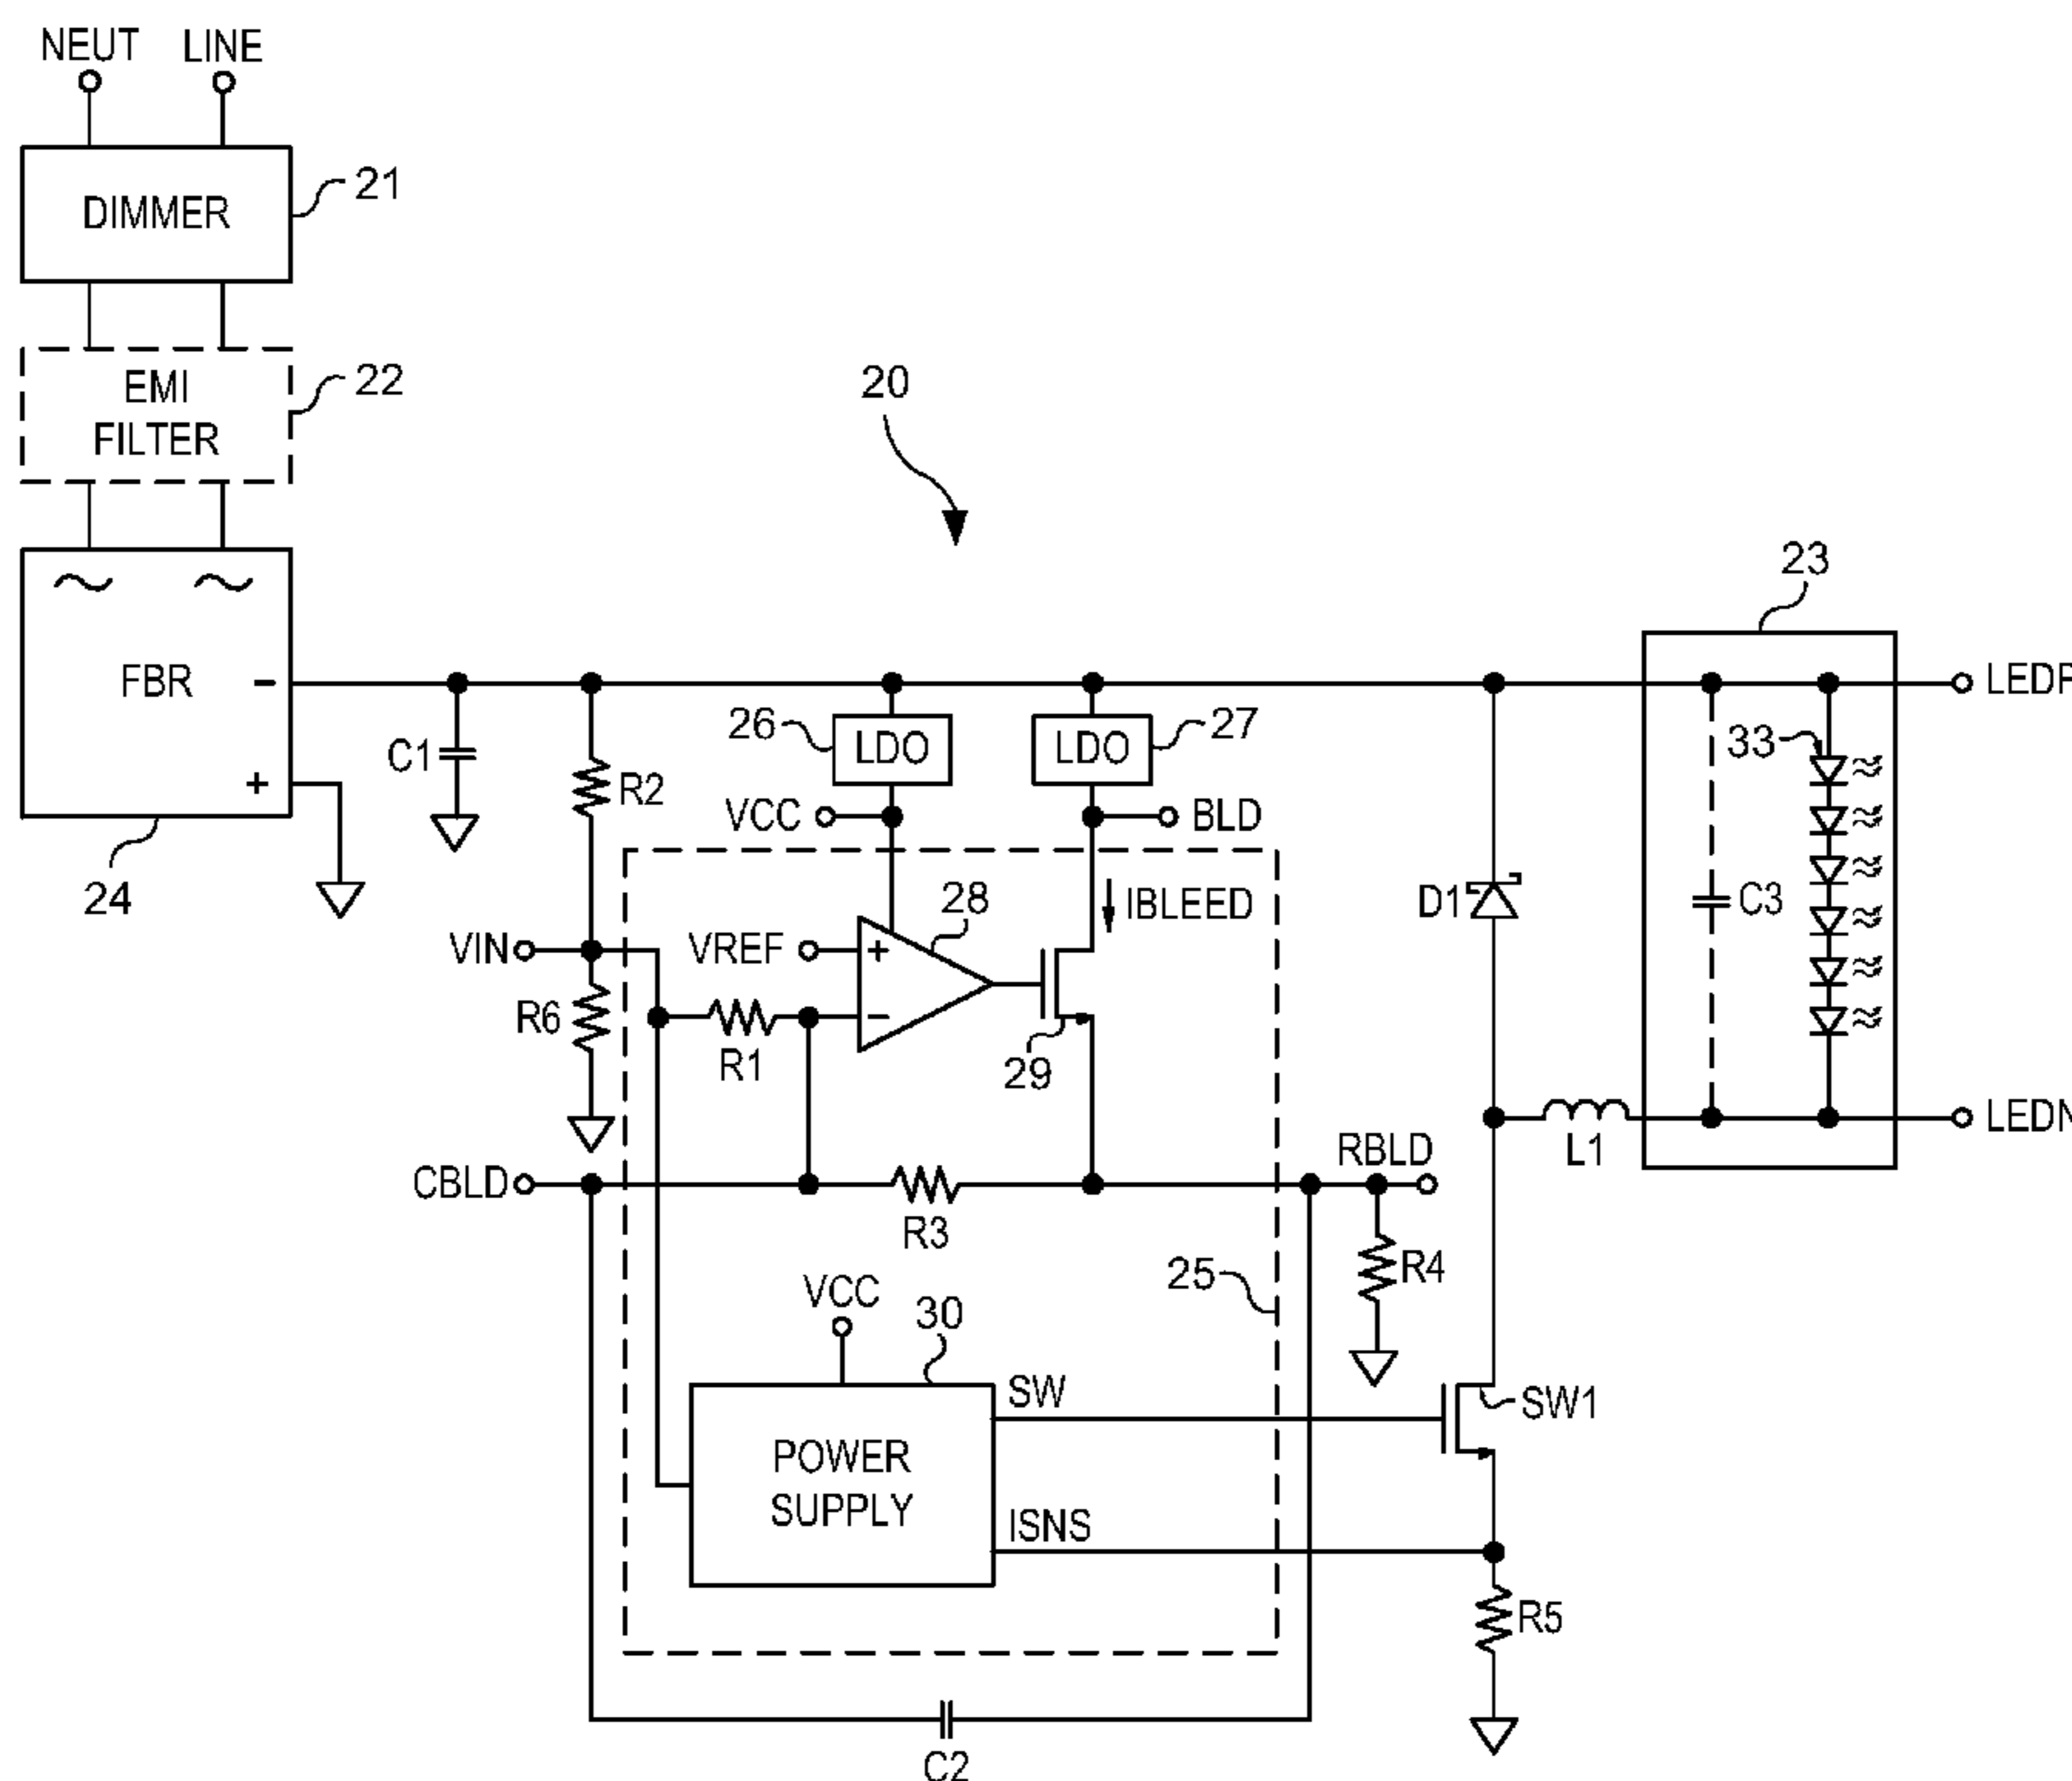 NEUT LINE
DIMMER
21
EMI
FILTER
22
20
23
FBR
-
+
24
LEDP
C1
R2
26
LDO
LDO
27
33
VCC
BLD
28
IBLEED
D1
C3
VIN
VREF
+
-
R6
R1
29
L1
LEDN
CBLD
R3
RBLD
R4
25
VCC
30
SW
SW1
POWER
SUPPLY
ISNS
R5
C2